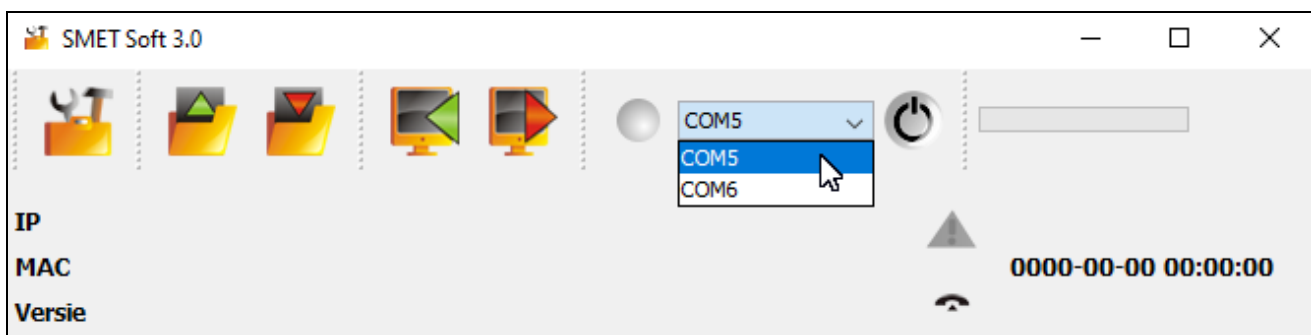 SMET Soft 3.0
COM5
COM5
COM6
IP
MAC
0000-00-00 00:00:00
Versie